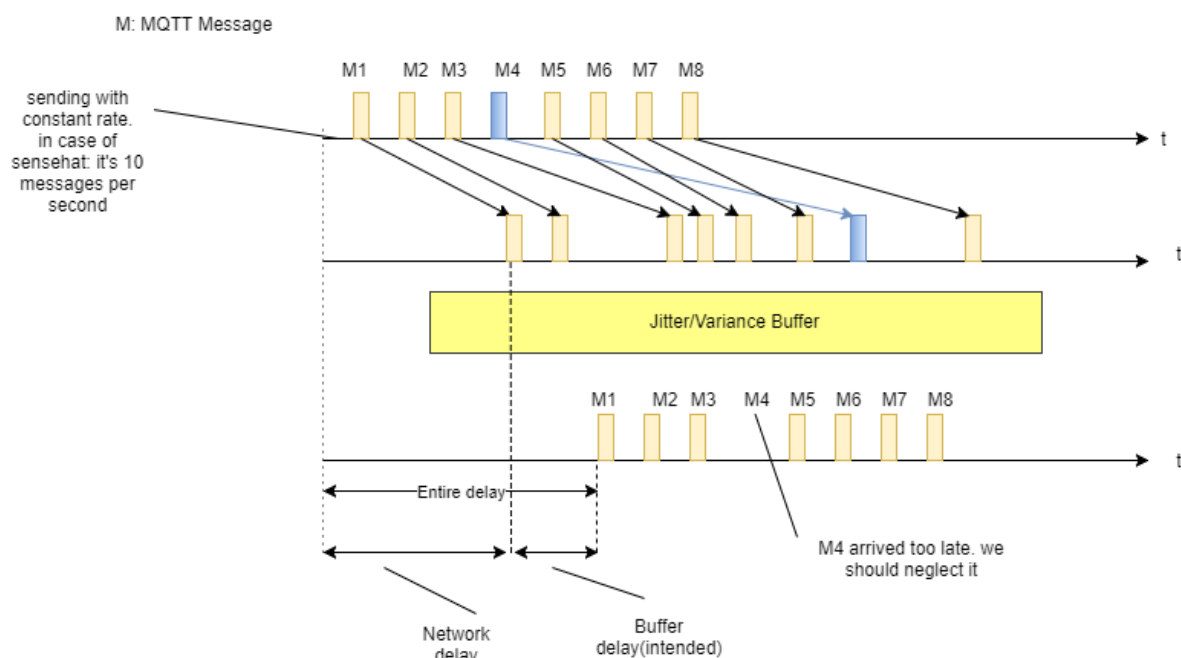 M: MQTT Message
M1 M2 M3 M4 M5 M6 M7 M8
sending with
constant rate.
in case of
sensehat: it's 10
messages per
second
t
t
Jitter/Variance Buffer
M1 M2 M3 M4 M5 M6 M7 M8
t
Entire delay
M4 arrived too late. we
should neglect it
Network
delay
Buffer
delay(intended)